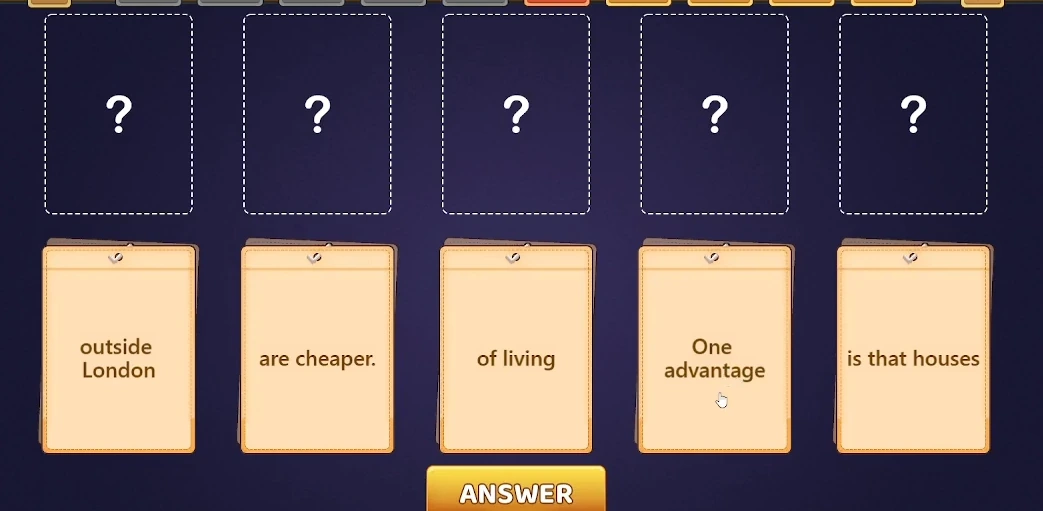 ? ? ? ? ?
outside
London
are cheaper.
of living
One
advantage
is that houses
ANSWER